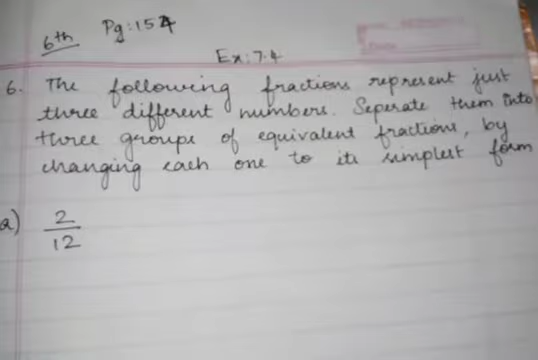 6th Pg:154
Ex:7.4
6. The following fractions represent just
three different numbers. Seperate them into
three groups of equivalent fractions, by
changing each one to its simplest form
a) 2
12